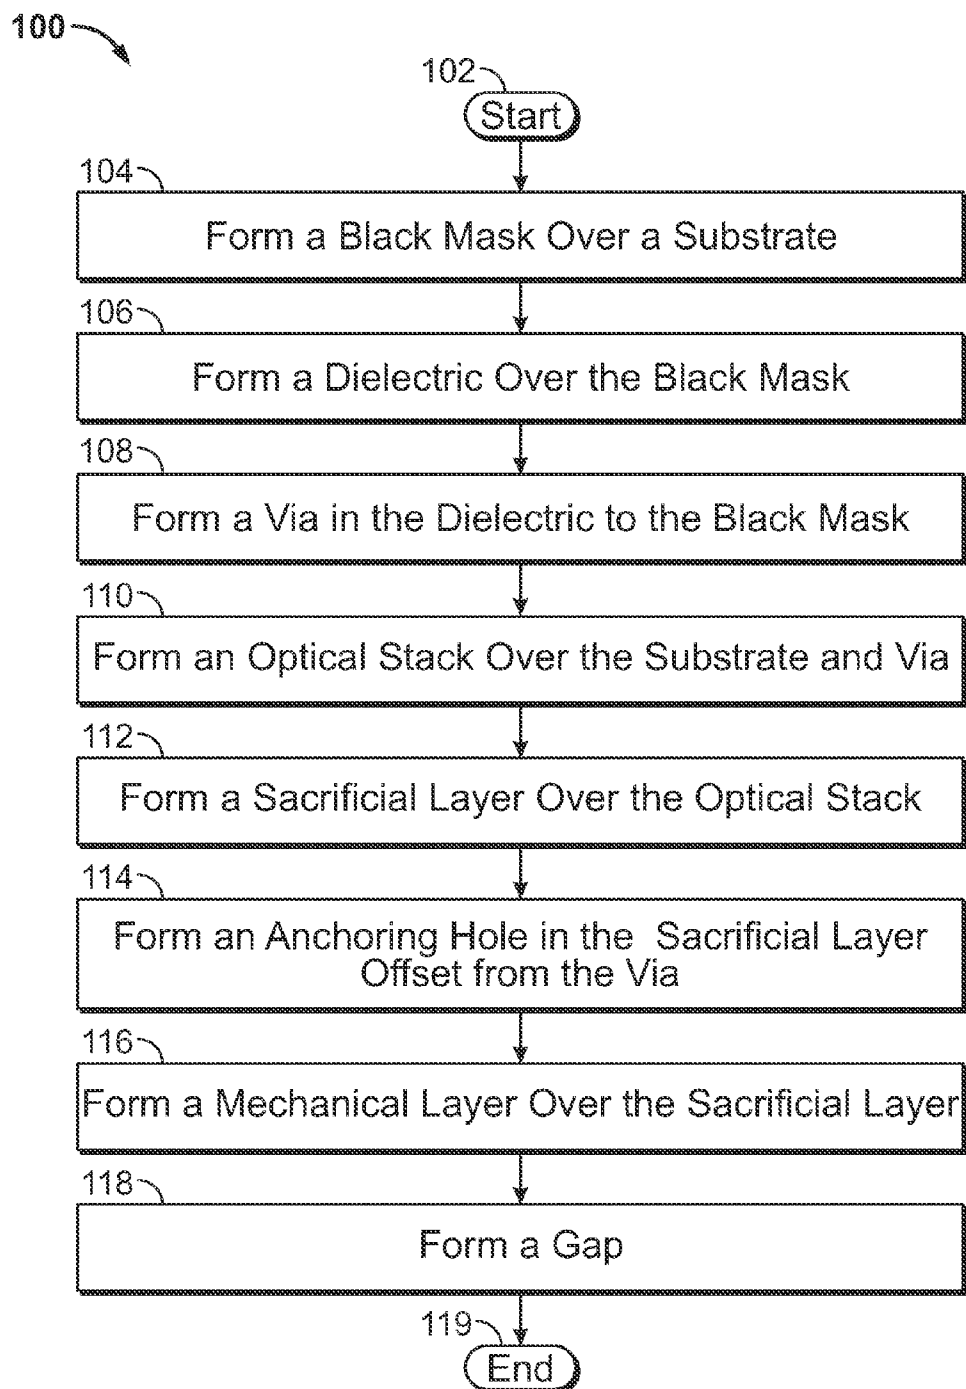 100
102
Start
104
Form a Black Mask Over a Substrate
106
Form a Dielectric Over the Black Mask
108
Form a Via in the Dielectric to the Black Mask
110
Form an Optical Stack Over the Substrate and Via
112
Form a Sacrificial Layer Over the Optical Stack
114
Form an Anchoring Hole in the Sacrificial Layer
Offset from the Via
116
Form a Mechanical Layer Over the Sacrificial Layer
118
Form a Gap
119
End